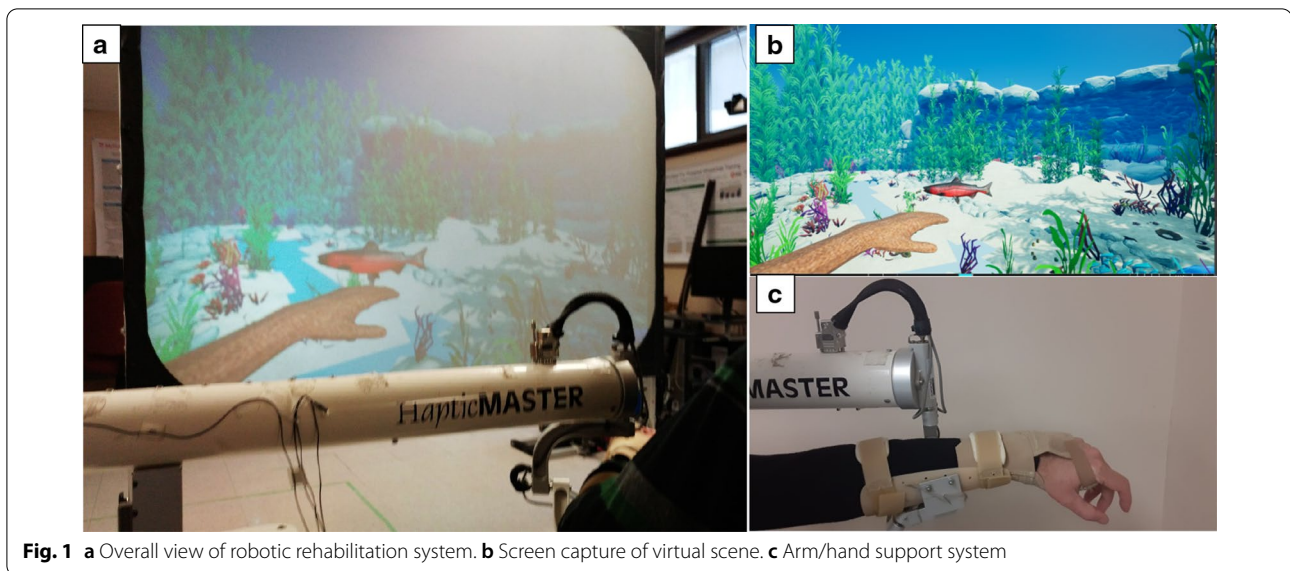 a
b
HapticMASTER
c
MASTER
Fig. 1 a Overall view of robotic rehabilitation system. b Screen capture of virtual scene. c Arm/hand support system